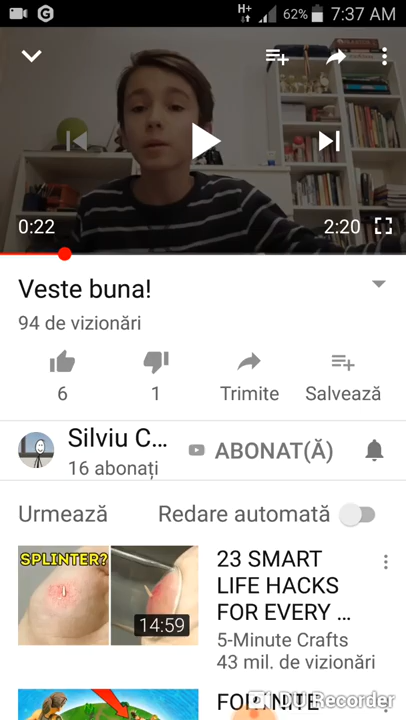 H+ 62% 7:37 AM
0:22 2:20
Veste buna!
94 de vizionări
6 1 Trimite Salvează
Silviu C... ABONAT(Ă)
16 abonați
Urmează Redare automată
SPLINTER?
14:59
23 SMART
LIFE HACKS
FOR EVERY ...
5-Minute Crafts
43 mil. de vizionări
DU Recorder